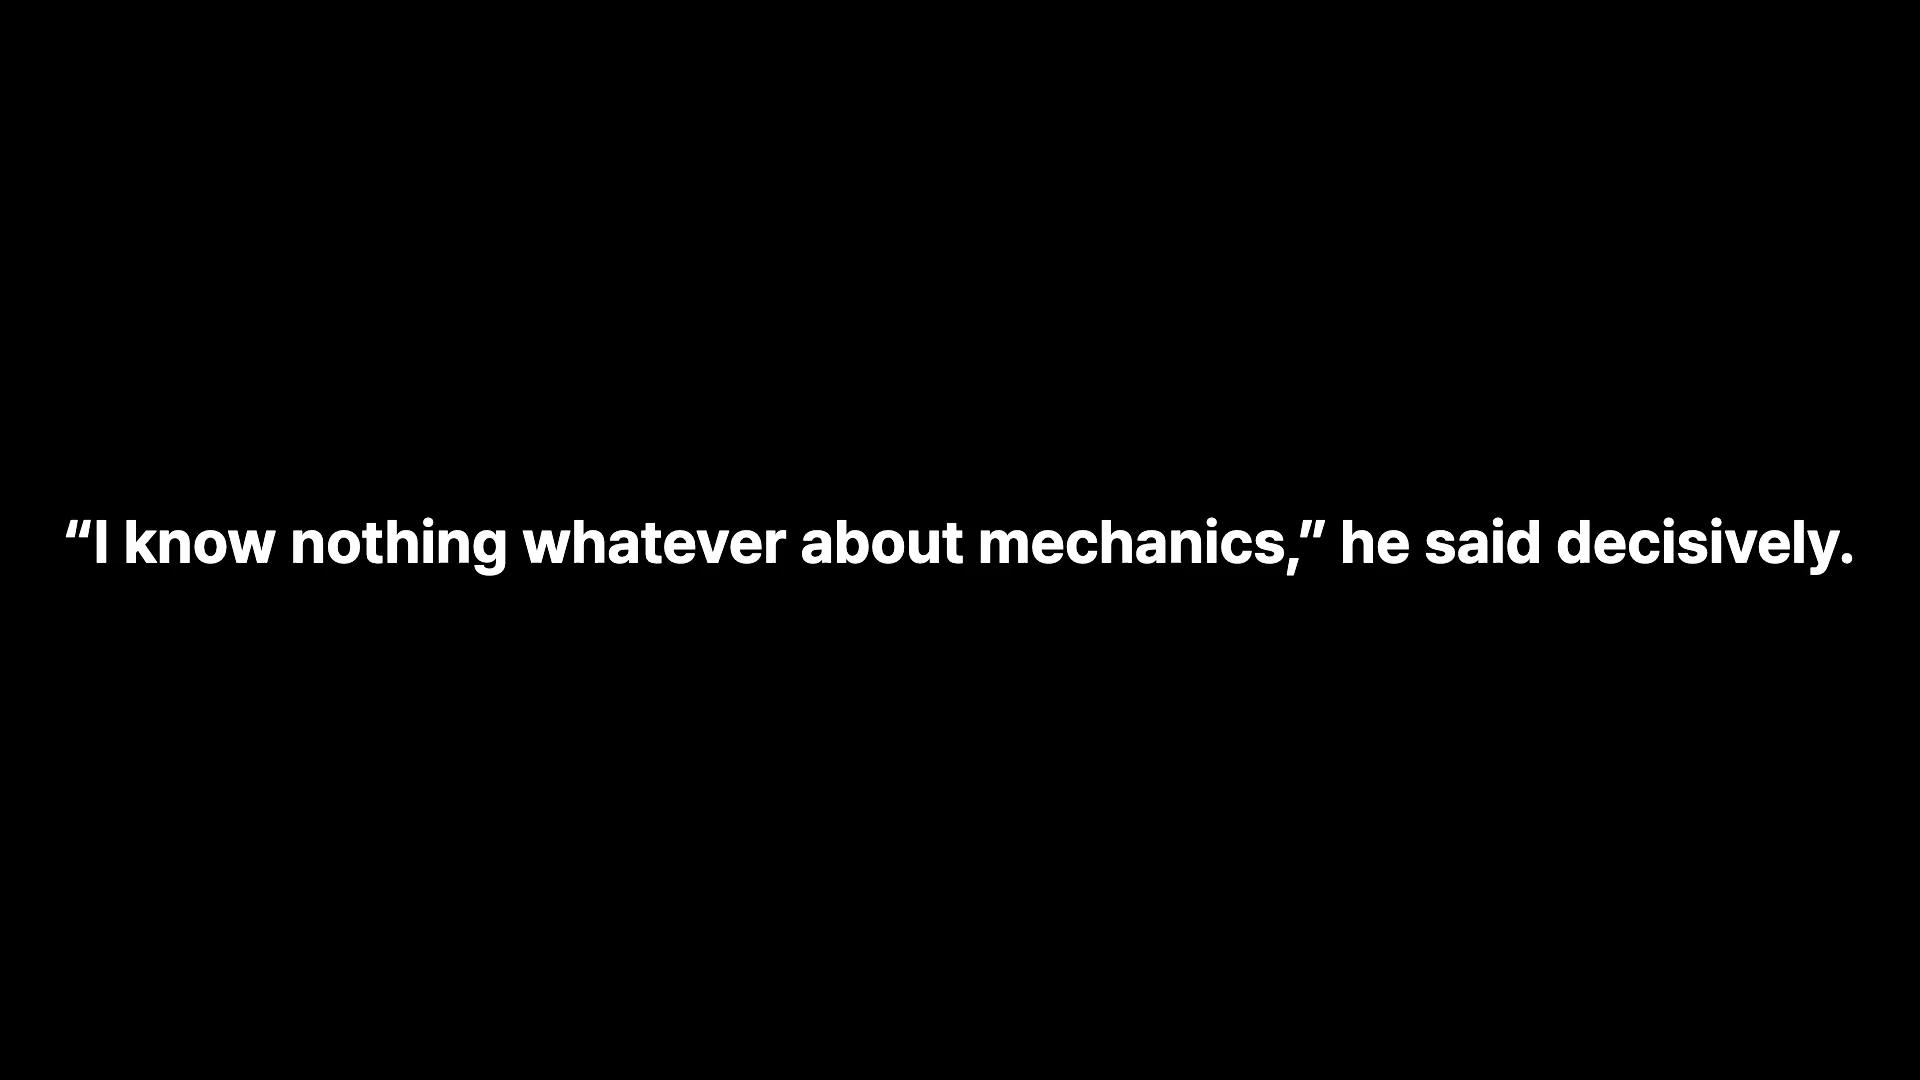 “I know nothing whatever about mechanics,” he said decisively.